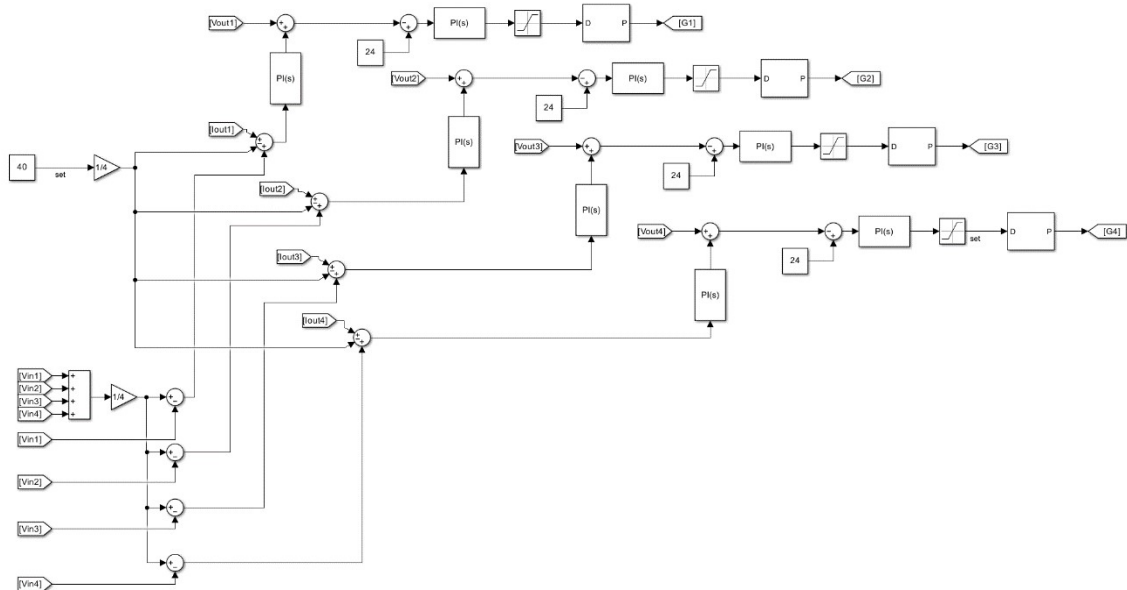 [Vout1]
24
PI(s)
D P
[G1]
PI(s)
[Vout2]
24
PI(s)
D P
[G2]
[Iout1]
PI(s)
[Vout3]
24
PI(s)
D P
[G3]
40
set
1/4
[Iout2]
PI(s)
[Vout4]
24
PI(s)
set
D P
[G4]
[Iout3]
PI(s)
[Iout4]
[Vin1]
[Vin2]
[Vin3]
[Vin4]
1/4
[Vin1]
[Vin2]
[Vin3]
[Vin4]